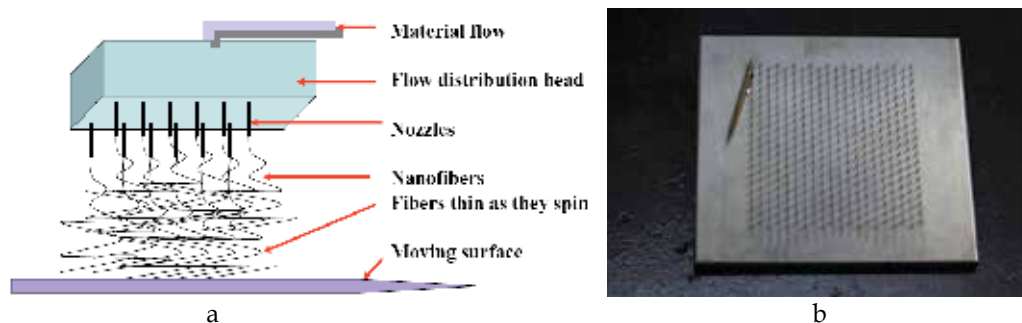 Material flow
Flow distribution head
Nozzles
Nanofibers
Fibers thin as they spin
Moving surface
a
b